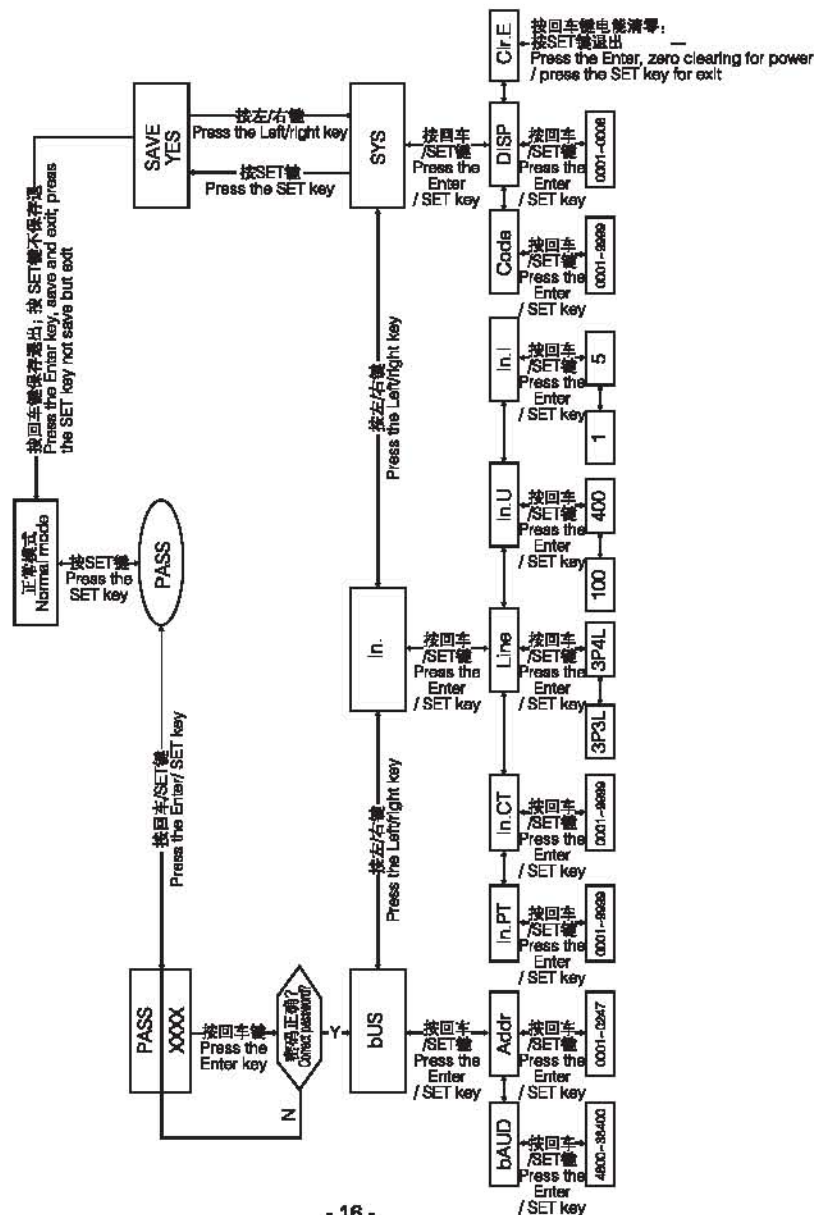 正常模式
Normal mode
按SET键
Press the
SET key
PASS
按回车键保存退出；按 SET键不保存退
Press the Enter key, save and exit; press
the SET key not save but exit
按回车/SET键
Press the Enter/ SET key
PASS
XXXX
按回车键
Press the
Enter key
密码正确?
Correct password?
N
Y
SAVE
YES
按左/右键
Press the Left/right key
按SET键
Press the SET key
bUS
按左/右键
Press the Left/right key
In.
按左/右键
Press the Left/right key
SYS
按回车
/SET键
Press the
Enter
/ SET key
按回车
/SET键
Press the
Enter
/ SET key
按回车
/SET键
Press the
Enter
/ SET key
bAUD
Addr
In.PT
In.CT
Line
In.U
In.I
Code
DISP
Clr.E
按回车键电能清零；
按SET键退出
Press the Enter, zero clearing for power
/ press the SET key for exit
按回车
/SET键
Press the
Enter
/ SET key
按回车
/SET键
Press the
Enter
/ SET key
按回车
/SET键
Press the
Enter
/ SET key
按回车
/SET键
Press the
Enter
/ SET key
按回车
/SET键
Press the
Enter
/ SET key
按回车
/SET键
Press the
Enter
/ SET key
按回车
/SET键
Press the
Enter
/ SET key
按回车
/SET键
Press the
Enter
/ SET key
按回车
/SET键
Press the
Enter
/ SET key
4800~38400
0001~0247
0001~9999
0001~9999
3P3L
3P4L
100
400
1
5
0001~9999
0001~0008
- 16 -